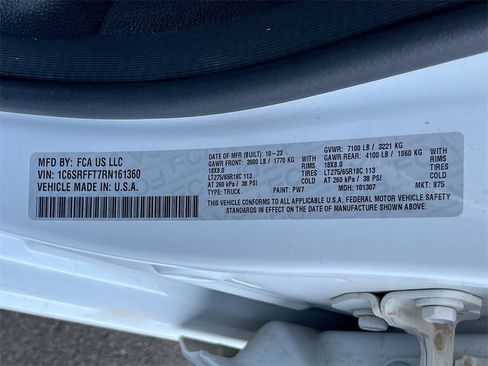 MFD BY: FCA US LLC
VIN: 1C6SRFFT7RN161360
VEHICLE MADE IN: U.S.A.
DATE OF MFR (BUILT): 10-23
GAWR FRONT: 3900 LB / 1770 KG WITH
18X8.0 RIMS.
LT275/65R18C 113 TIRES
AT 260 kPa / 38 PSI
TYPE: TRUCK PAINT: PW7
GVWR: 7100 LB / 3221 KG
GAWR REAR: 4100 LB / 1860 KG WITH
18X8.0 RIMS.
LT275/65R18C 113 TIRES
AT 260 kPa / 38 PSI
MDH: 101307 MKT: 875
THIS VEHICLE CONFORMS TO ALL APPLICABLE U.S.A. FEDERAL MOTOR VEHICLE SAFETY
STANDARDS IN EFFECT ON THE DATE OF MANUFACTURE SHOWN ABOVE.